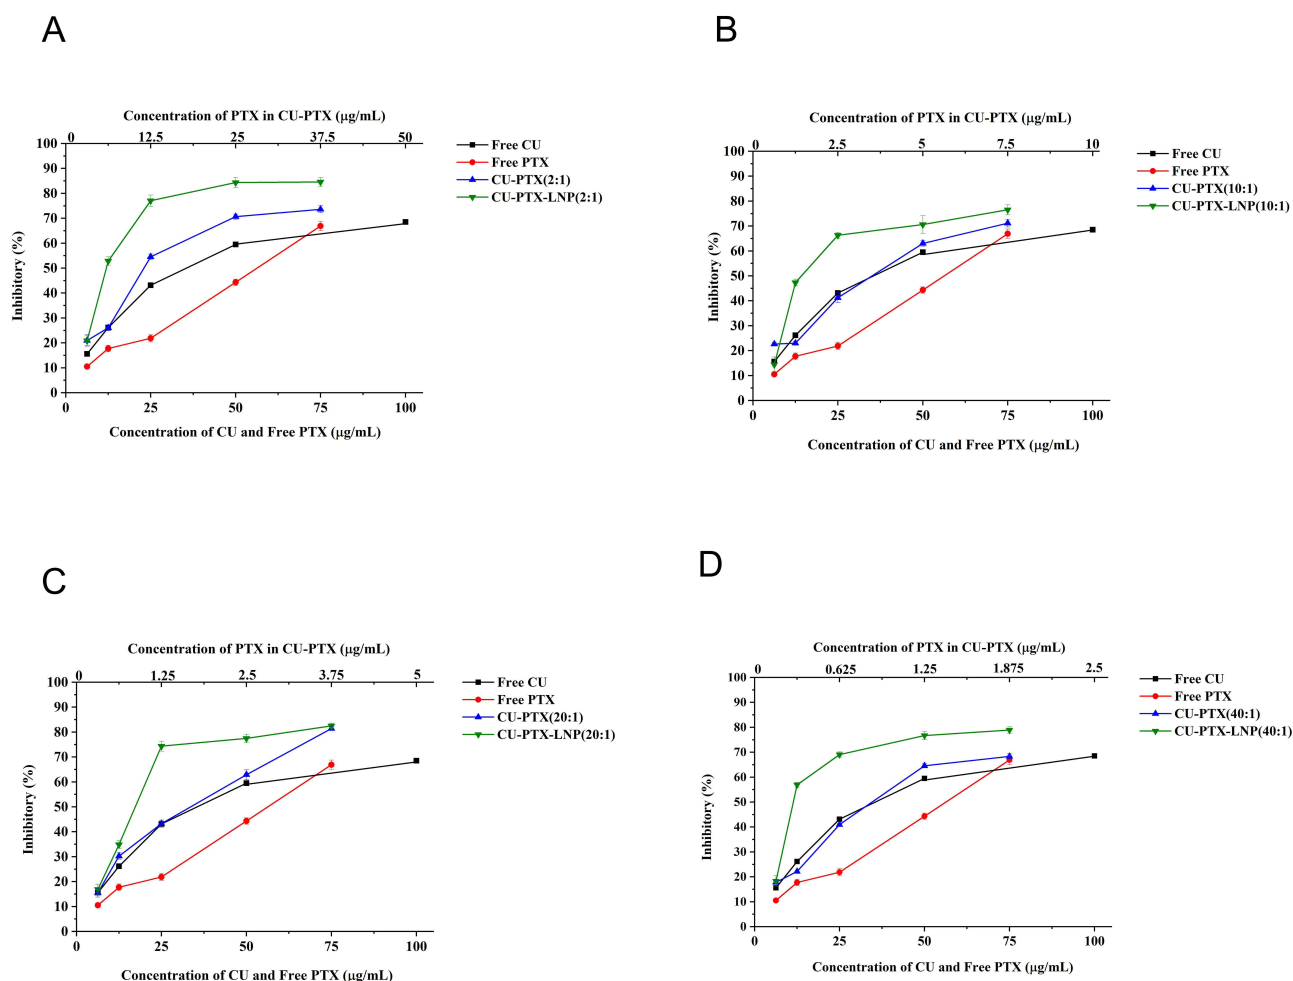 A
Concentration of PTX in CU-PTX (μg/mL)
0 12.5 25 37.5 50
100
90
80
70
60
50
40
30
20
10
0
Inhibitory (%)
0 25 50 75 100
Concentration of CU and Free PTX (μg/mL)
Free CU
Free PTX
CU-PTX(2:1)
CU-PTX-LNP(2:1)
B
Concentration of PTX in CU-PTX (μg/mL)
0 2.5 5 7.5 10
100
90
80
70
60
50
40
30
20
10
0
Inhibitory (%)
0 25 50 75 100
Concentration of CU and Free PTX (μg/mL)
Free CU
Free PTX
CU-PTX(10:1)
CU-PTX-LNP(10:1)
C
Concentration of PTX in CU-PTX (μg/mL)
0 1.25 2.5 3.75 5
100
90
80
70
60
50
40
30
20
10
0
Inhibitory (%)
0 25 50 75 100
Concentration of CU and Free PTX (μg/mL)
Free CU
Free PTX
CU-PTX(20:1)
CU-PTX-LNP(20:1)
D
Concentration of PTX in CU-PTX (μg/mL)
0 0.625 1.25 1.875 2.5
100
90
80
70
60
50
40
30
20
10
0
Inhibitory (%)
0 25 50 75 100
Concentration of CU and Free PTX (μg/mL)
Free CU
Free PTX
CU-PTX(40:1)
CU-PTX-LNP(40:1)